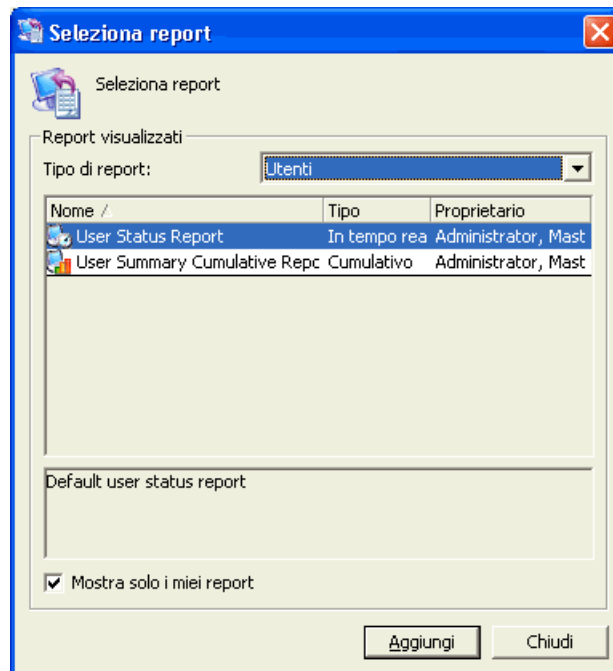 Seleziona report
Seleziona report
Report visualizzati
Tipo di report: Utenti
Nome Tipo Proprietario
User Status Report In tempo rea Administrator, Mast
User Summary Cumulative Repc Cumulativo Administrator, Mast
Default user status report
Mostra solo i miei report
Aggiungi Chiudi